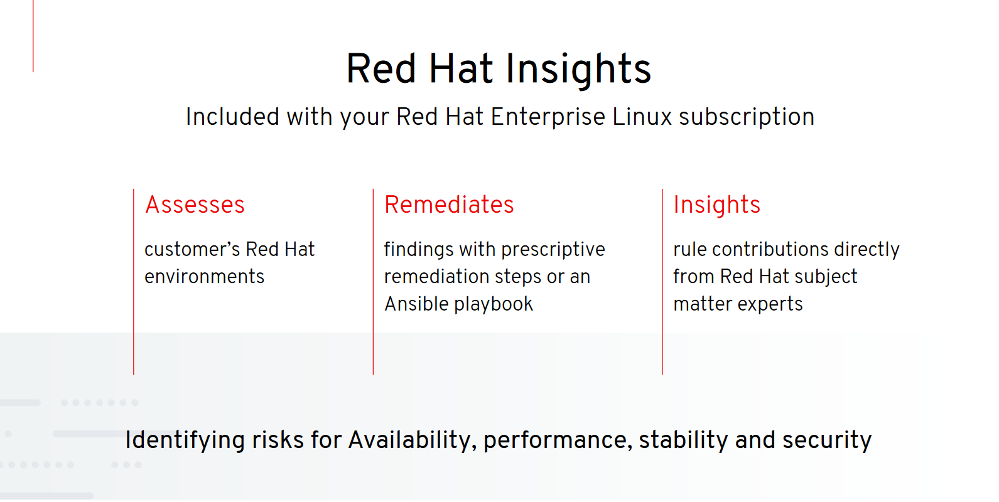 Red Hat Insights
Included with your Red Hat Enterprise Linux subscription
Assesses
customer’s Red Hat
environments
Remediates
findings with prescriptive
remediation steps or an
Ansible playbook
Insights
rule contributions directly
from Red Hat subject
matter experts
Identifying risks for Availability, performance, stability and security